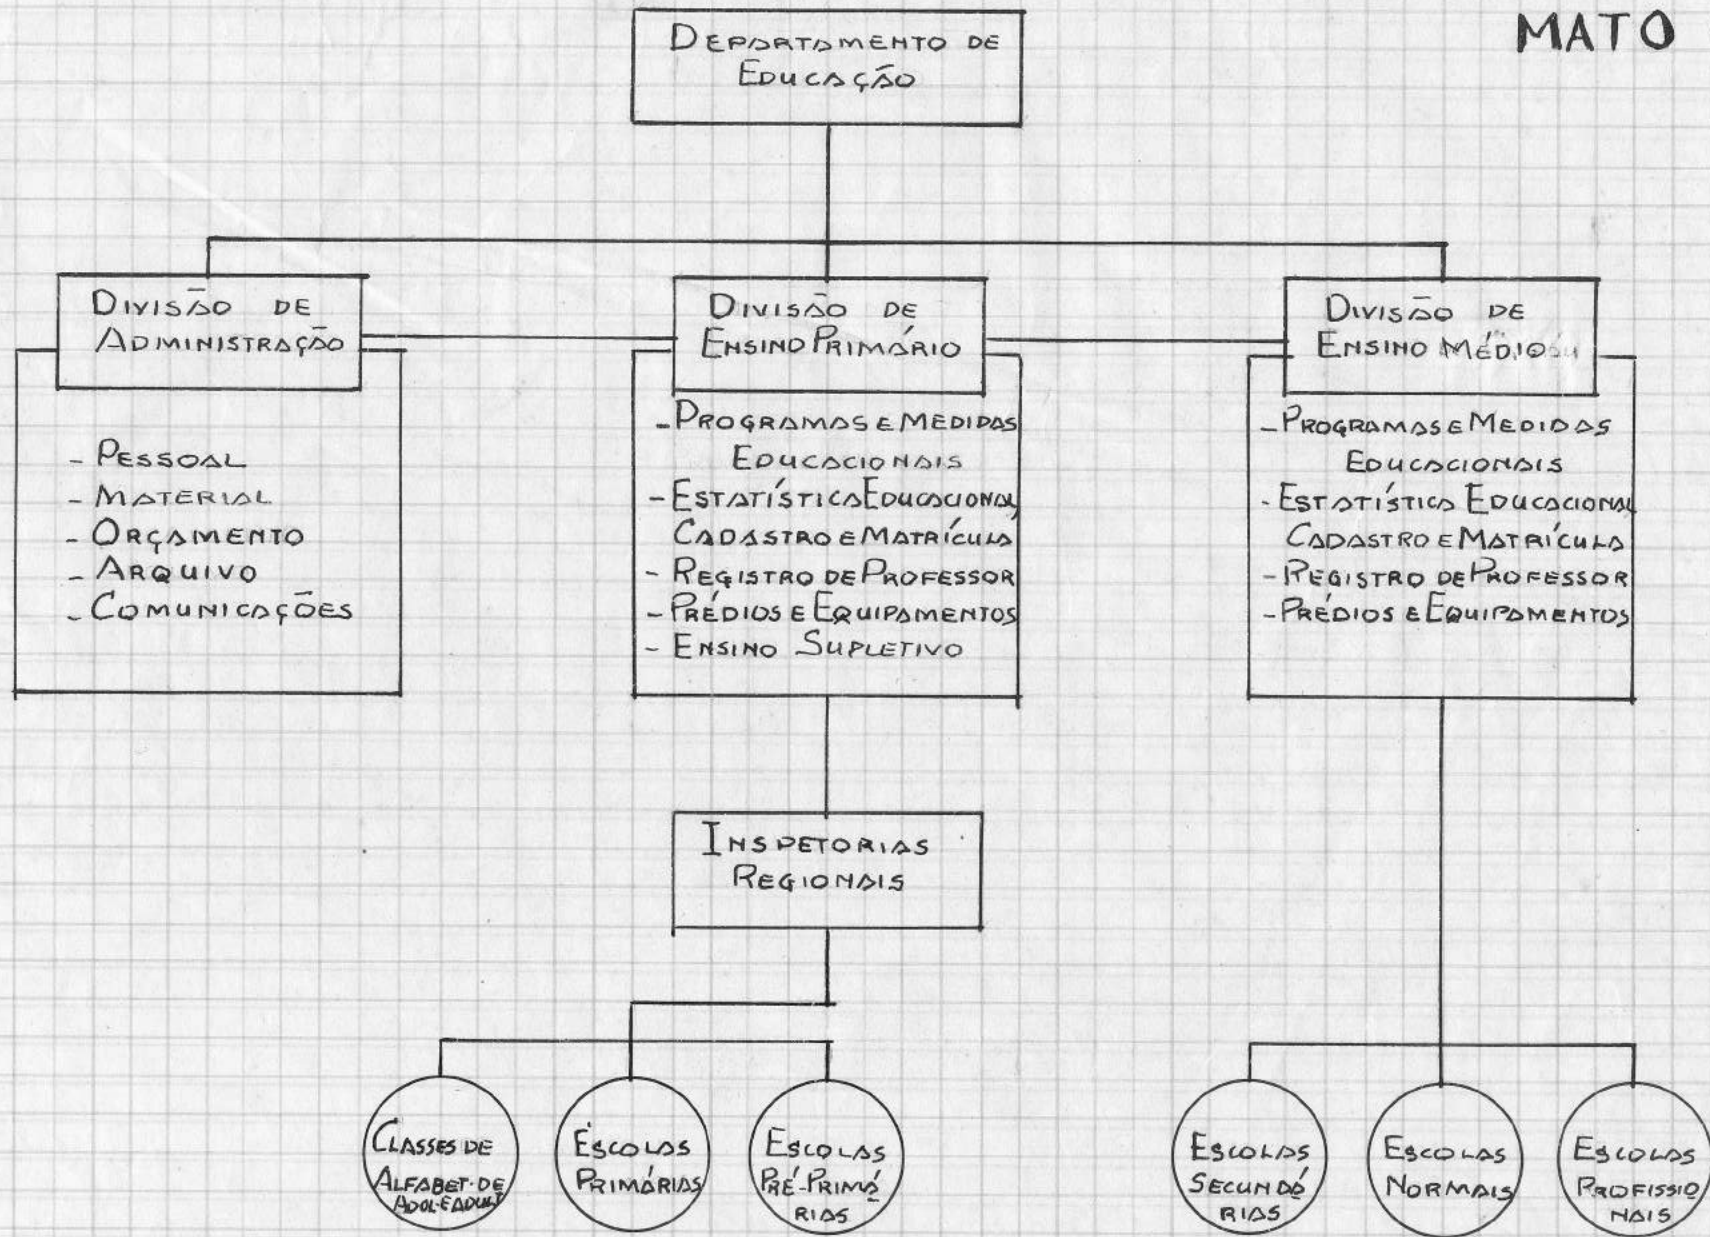 MATO
DEPARTAMENTO DE
EDUCAÇÃO
DIVISÃO DE
ADMINISTRAÇÃO
- PESSOAL
- MATERIAL
- ORÇAMENTO
- ARQUIVO
- COMUNICAÇÕES
DIVISÃO DE
ENSINO PRIMÁRIO
- PROGRAMAS E MEDIDAS
EDUCACIONAIS
- ESTATÍSTICA EDUCACIONAL
CADASTRO E MATRÍCULA
- REGISTRO DE PROFESSOR
- PRÉDIOS E EQUIPAMENTOS
- ENSINO SUPLETIVO
DIVISÃO DE
ENSINO MÉDIO
- PROGRAMAS E MEDIDAS
EDUCACIONAIS
- ESTATÍSTICA EDUCACIONAL
CADASTRO E MATRÍCULA
- REGISTRO DE PROFESSOR
- PRÉDIOS E EQUIPAMENTOS
INSPETORIAS
REGIONAIS
CLASSES DE
ALFABET. DE
ADOL. E ADULT
ESCOLAS
PRIMÁRIAS
ESCOLAS
PRÉ-PRIMÁ
RIAS
ESCOLAS
SECUNDÁ
RIAS
ESCOLAS
NORMAIS
ESCOLAS
PROFISSIO
NAIS